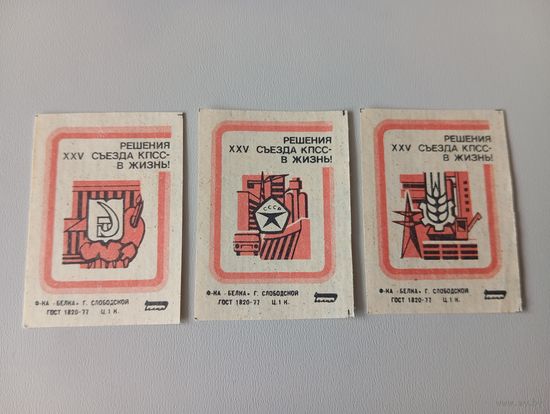 РЕШЕНИЯ
XXV СЪЕЗДА КПСС-
В ЖИЗНЬ!
Ф-КА «БЕЛКА» Г. СЛОБОДСКОЙ
ГОСТ 1820-77 Ц. 1 К.
РЕШЕНИЯ
XXV СЪЕЗДА КПСС-
В ЖИЗНЬ!
СССР
Ф-КА «БЕЛКА» Г. СЛОБОДСКОЙ
ГОСТ 1820-77 Ц. 1 К.
РЕШЕНИЯ
XXV СЪЕЗДА КПСС-
В ЖИЗНЬ!
Ф-КА «БЕЛКА» Г. СЛОБОДСКОЙ
ГОСТ 1820-77 Ц. 1 К.